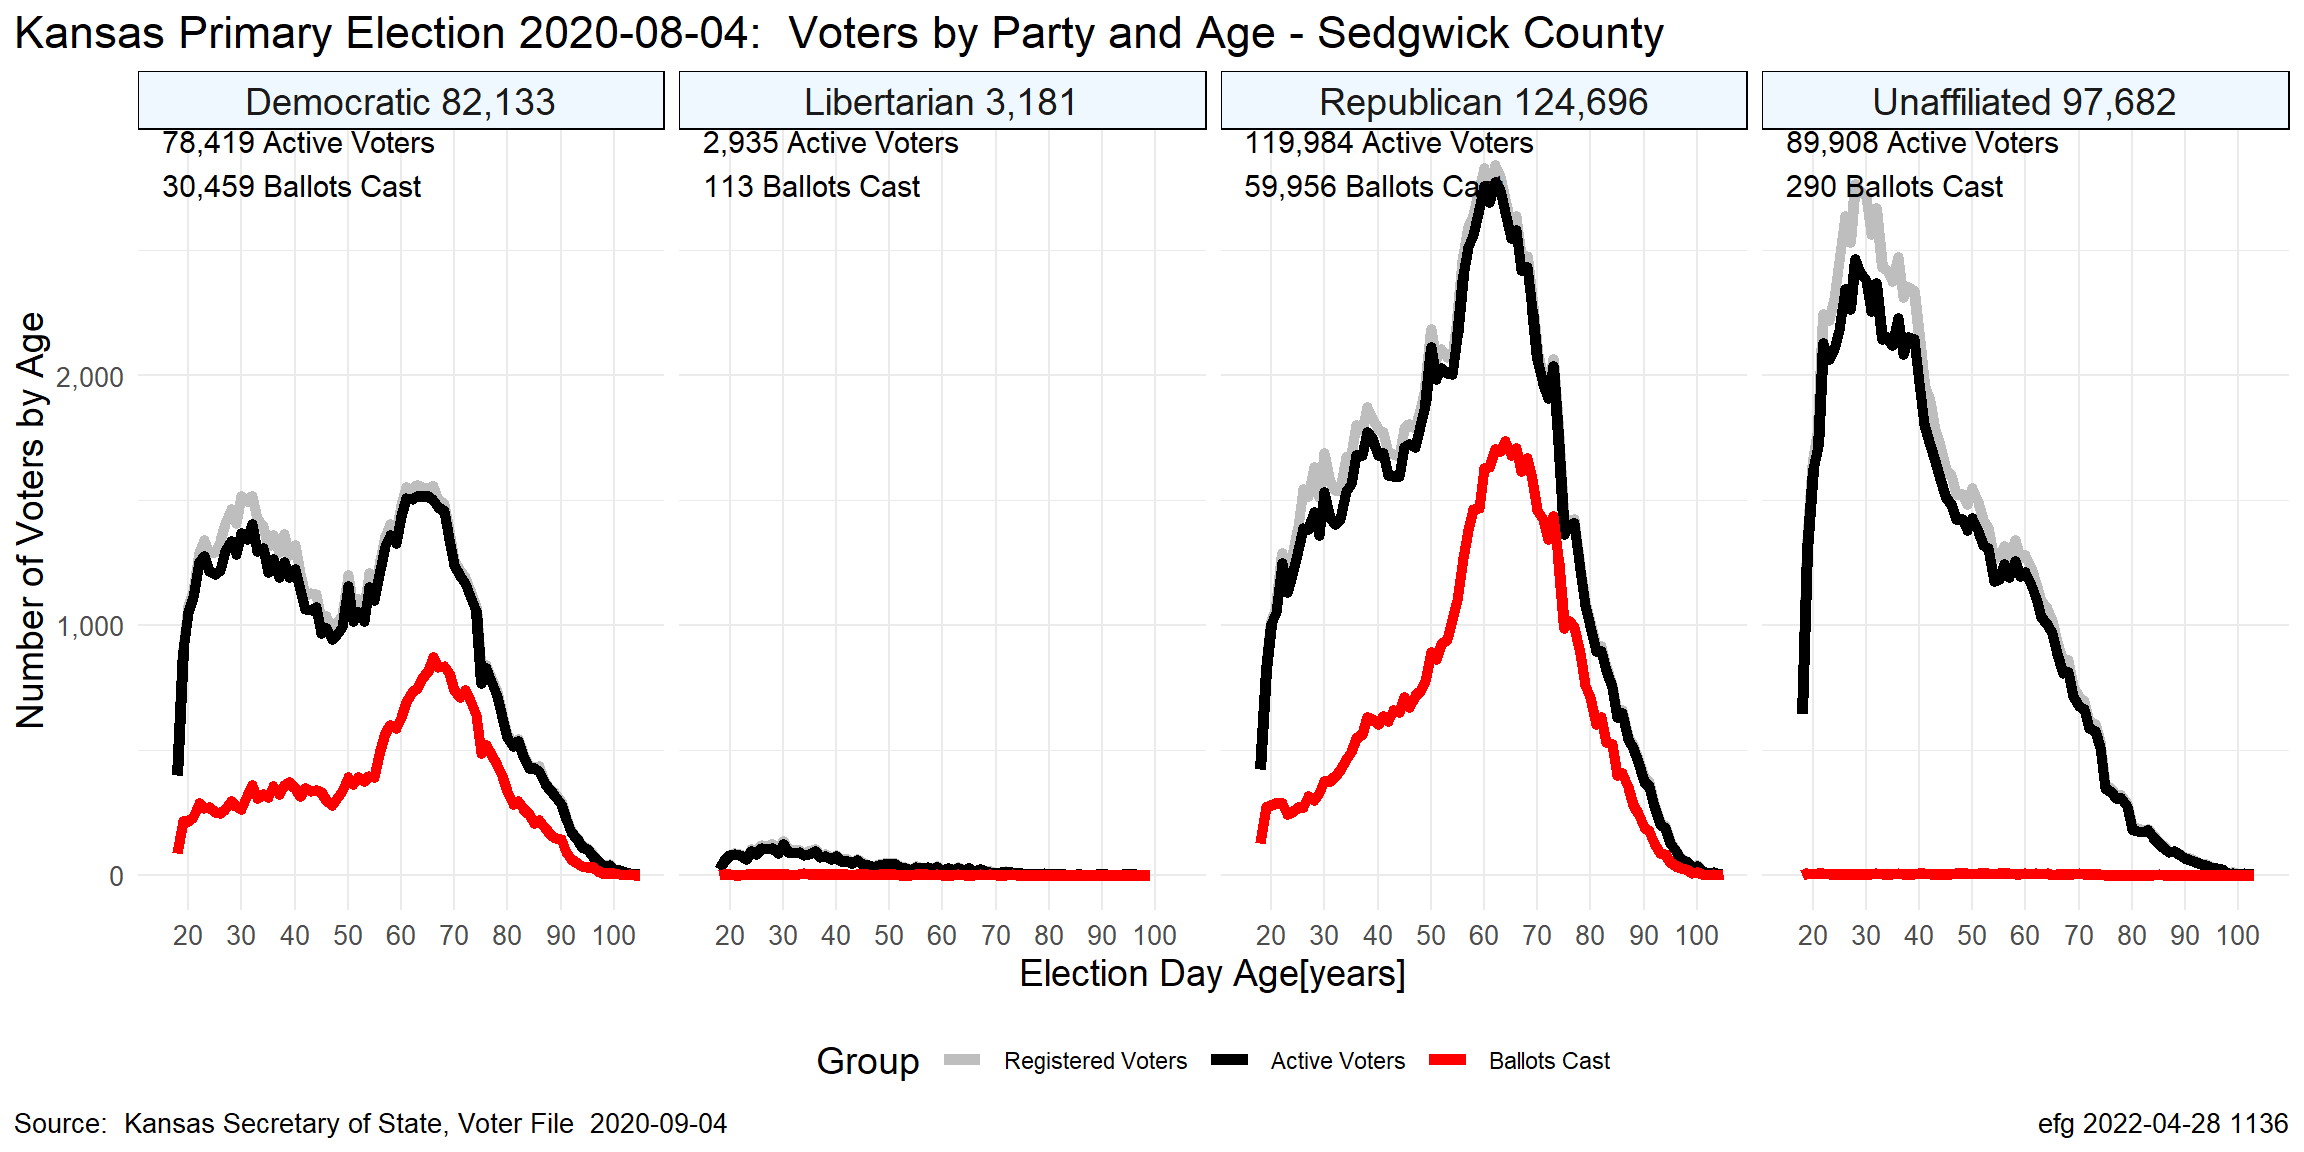 Kansas Primary Election 2020-08-04:  Voters by Party and Age - Sedgwick County
Democratic 82,133
Libertarian 3,181
Republican 124,696
Unaffiliated 97,682
78,419 Active Voters
30,459 Ballots Cast
2,935 Active Voters
113 Ballots Cast
119,984 Active Voters
59,956 Ballots Cast
89,908 Active Voters
290 Ballots Cast
Number of Voters by Age
2,000
1,000
0
20 30 40 50 60 70 80 90 100
20 30 40 50 60 70 80 90 100
20 30 40 50 60 70 80 90 100
20 30 40 50 60 70 80 90 100
Election Day Age[years]
Group Registered Voters Active Voters Ballots Cast
Source:  Kansas Secretary of State, Voter File  2020-09-04
efg 2022-04-28 1136